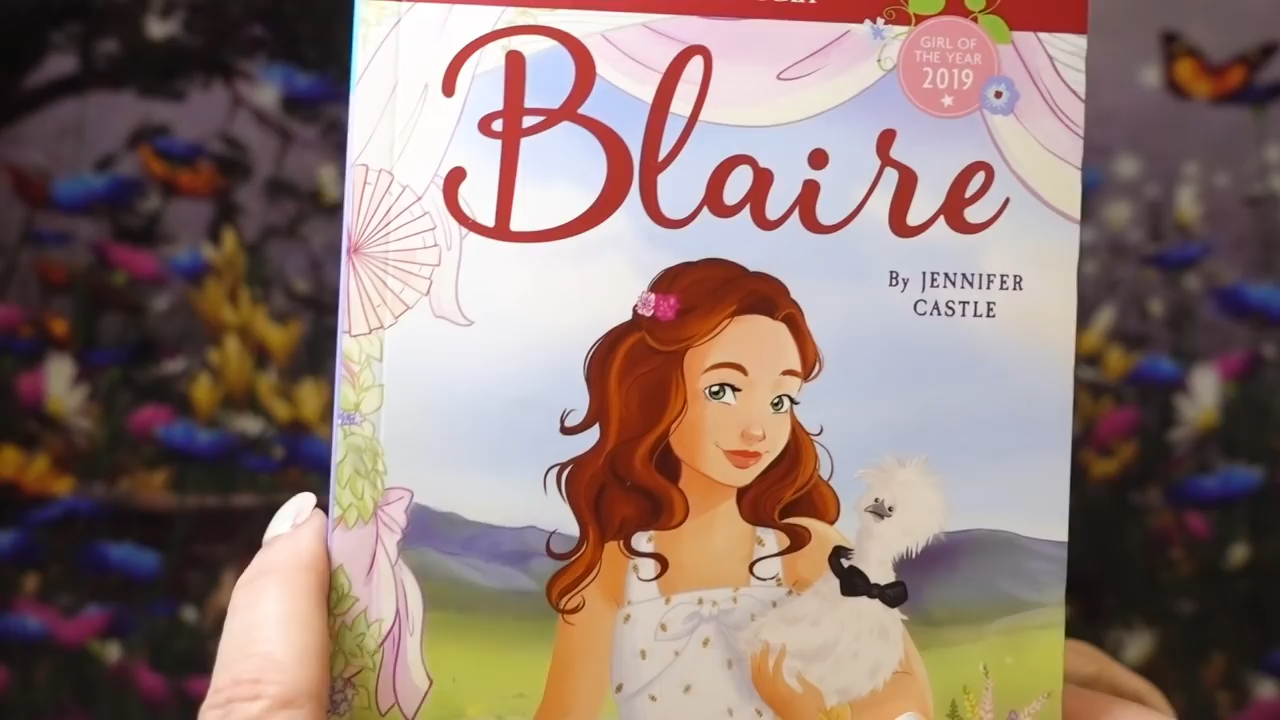 Blaire
GIRL OF
THE YEAR
2019
By JENNIFER
CASTLE